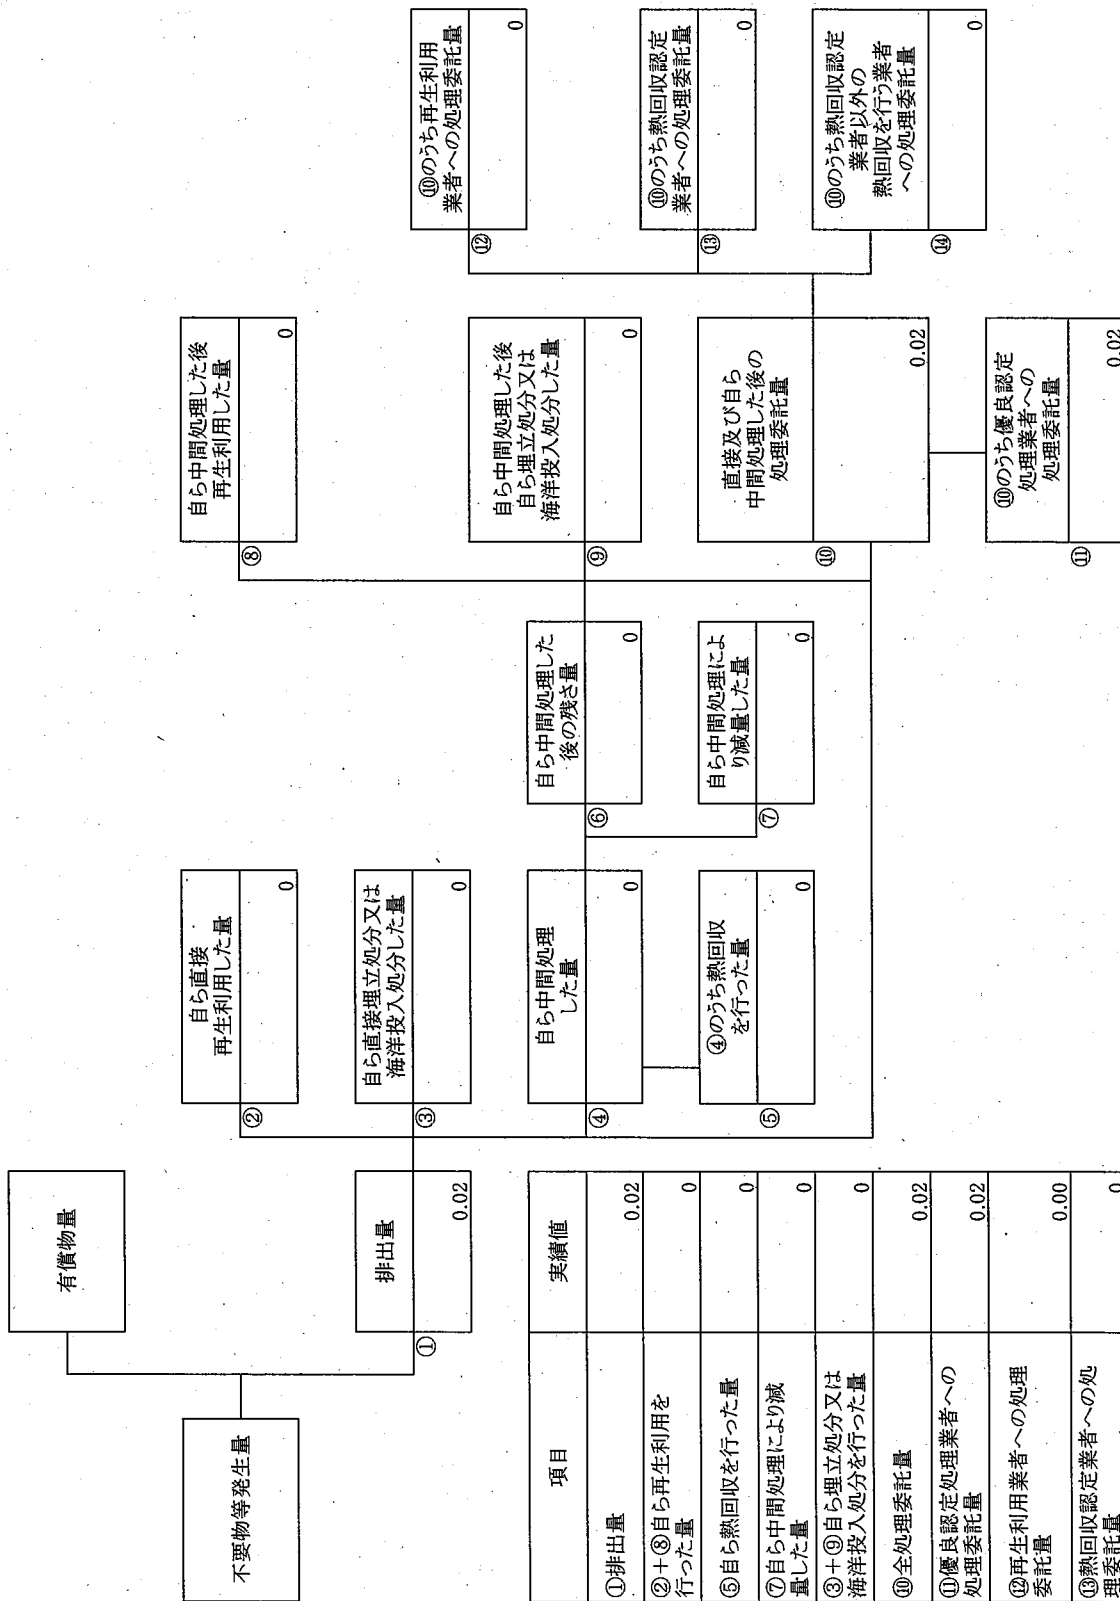 不要物等発生量
有償物量
①
排出量
0.02
②
自ら直接
再生利用した量
0
③
自ら直接埋立処分又は
海洋投入処分した量
0
④
自ら中間処理
した量
0
⑤
④のうち熱回収
を行った量
0
⑥
自ら中間処理した
後の残さ量
0
⑦
自ら中間処理によ
り減量した量
0
⑧
自ら中間処理した後
再生利用した量
0
⑨
自ら中間処理した後
自ら埋立処分又は
海洋投入処分した量
0
⑩
直接及び自ら
中間処理した後の
処理委託量
0.02
⑪
⑩のうち優良認定
処理業者への
処理委託量
0.02
⑫
⑩のうち再生利用
業者への処理委託量
0
⑬
⑩のうち熱回収認定
業者への処理委託量
0
⑭
⑩のうち熱回収認定
業者以外の
熱回収を行う業者
への処理委託量
0
項目
実績値
①排出量
0.02
②+⑧自ら再生利用を
行った量
0
⑤自ら熱回収を行った量
0
⑦自ら中間処理により減
量した量
0
③+⑨自ら埋立処分又は
海洋投入処分を行った量
0
⑩全処理委託量
0.02
⑪優良認定処理業者への
処理委託量
0.02
⑫再生利用業者への処理
委託量
0.00
⑬熱回収認定業者への処
理委託量
0